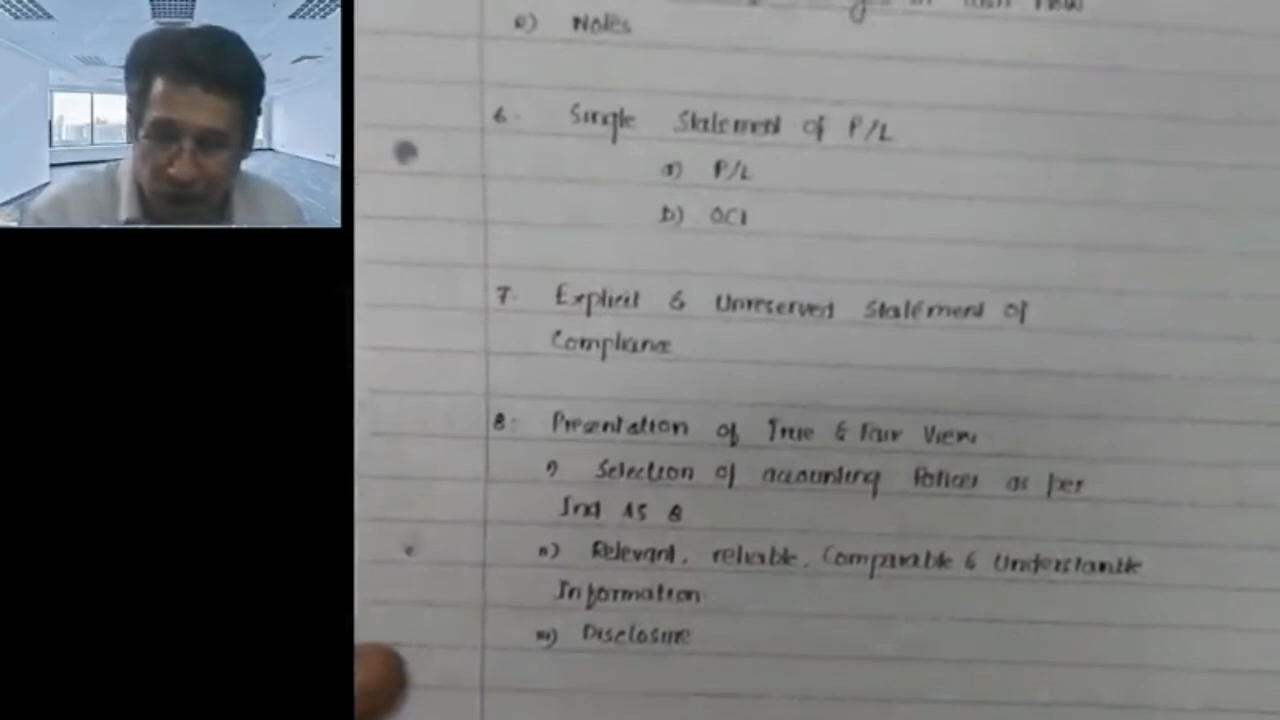 e) Notes
6. Single Statement of P/L
a) P/L
b) OCI
7. Explicit & Unreserved Statement of
Compliance
8. Presentation of True & Fair View
i) Selection of accounting Policies as per
Ind AS 8
ii) Relevant, reliable, Comparable & Understanble
Information
iii) Disclosure